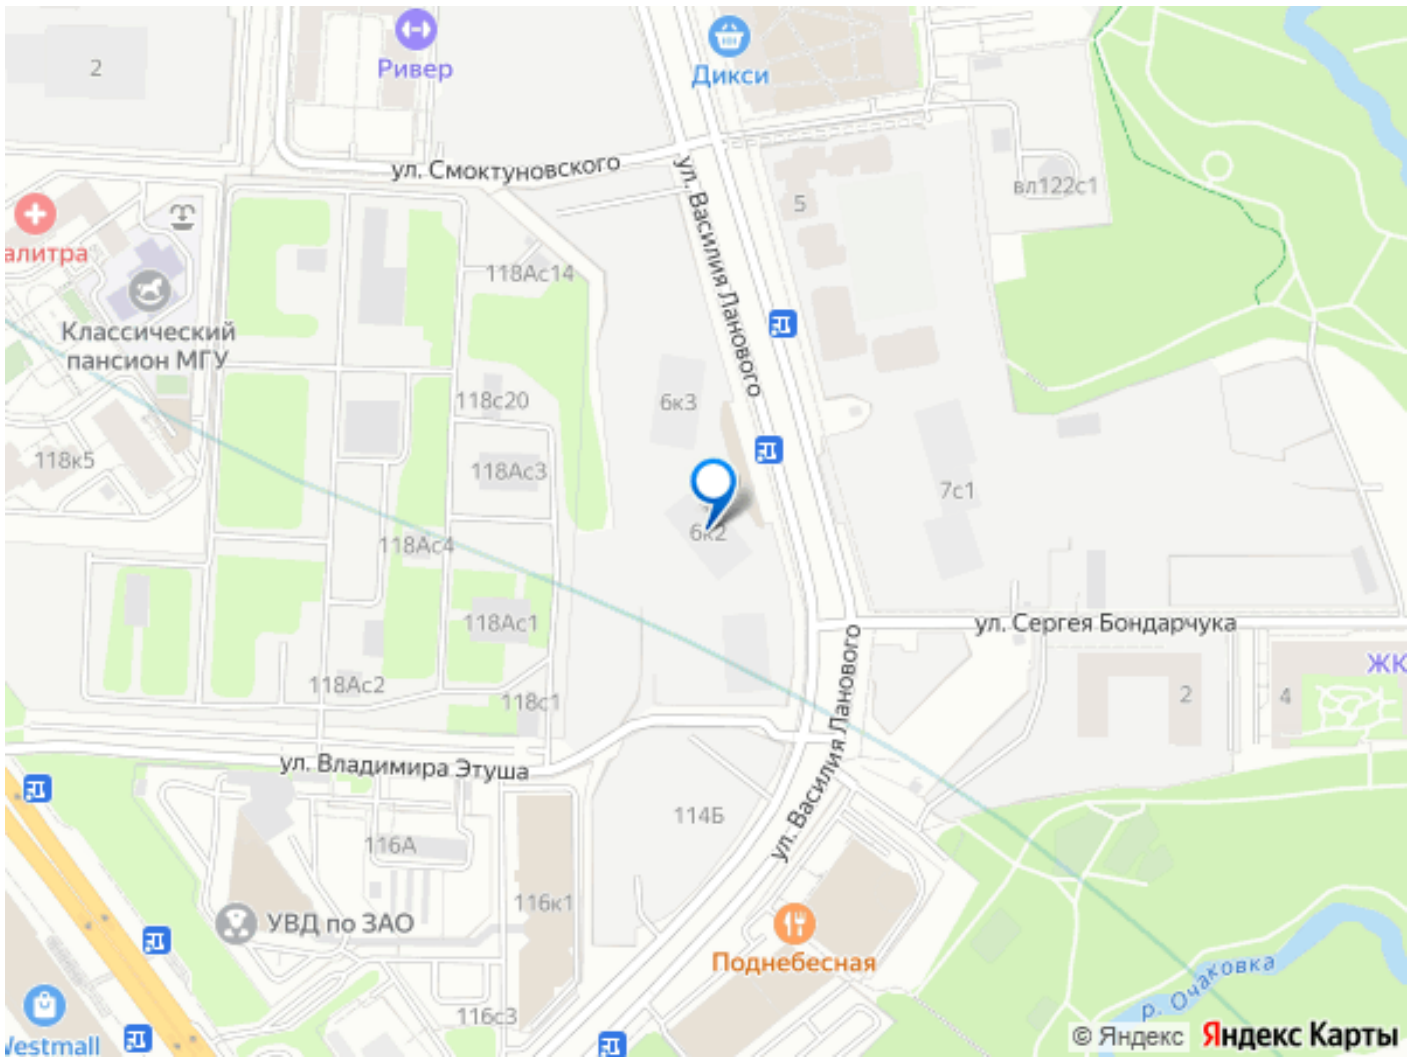 Ривер
Дикси
2
ул. Смоктуновского
ул. Василия Ланового
вл122с1
5
алитра
118Ас14
Классический
пансион МГУ
6к3
118с20
118к5
118Ас3
7с1
6к2
118Ас4
118Ас1
ул. Сергея Бондарчука
ул. Василия Ланового
ЖК
118Ас2
118с1
2
4
ул. Владимира Этуша
114Б
116А
116к1
УВД по ЗАО
Поднебесная
р. Очаковка
116с3
Westmall
© Яндекс Яндекс Карты